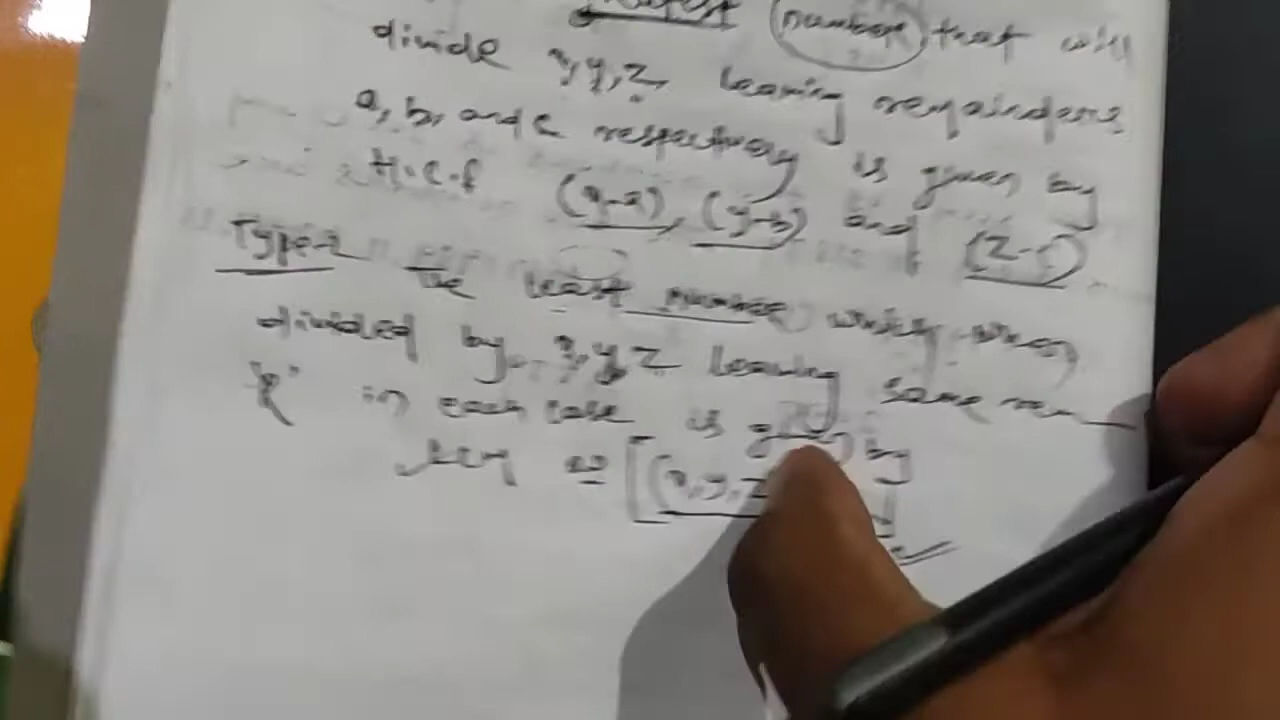 greatest number that will
divide x, y, z, leaving remainders
a, b, and c respectively is given by
H.C.F (x-a), (y-b) and (z-c)
Type-2 The least number which when
divided by x, y, z leaving same rem
'R' in each case is given by
LCM [(x, y, z